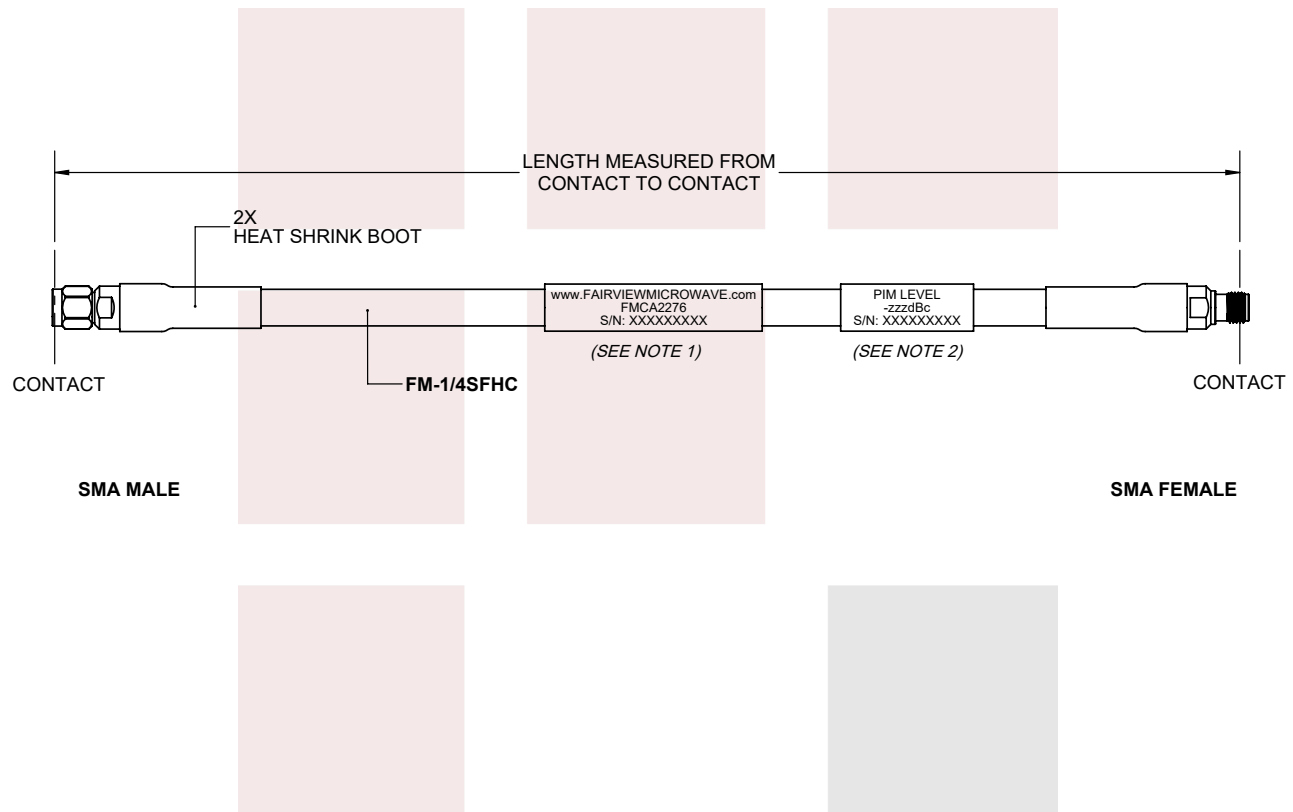 LENGTH MEASURED FROM
CONTACT TO CONTACT
2X
HEAT SHRINK BOOT
www.FAIRVIEWMICROWAVE.com
FMCA2276
S/N: XXXXXXXXX
PIM LEVEL
-zzzdBc
S/N: XXXXXXXXX
(SEE NOTE 1)
(SEE NOTE 2)
CONTACT
FM-1/4SFHC
CONTACT
SMA MALE
SMA FEMALE